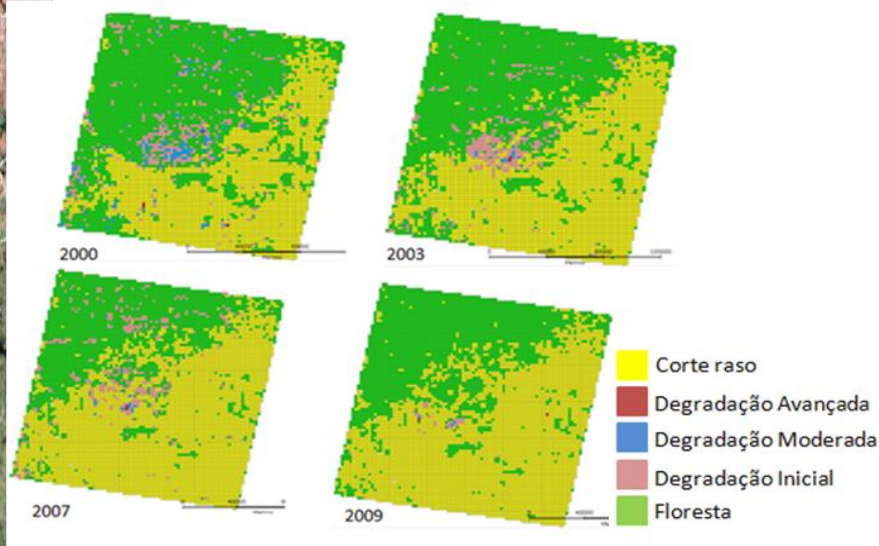 2000
2003
2007
2009
Corte raso
Degradação Avançada
Degradação Moderada
Degradação Inicial
Floresta